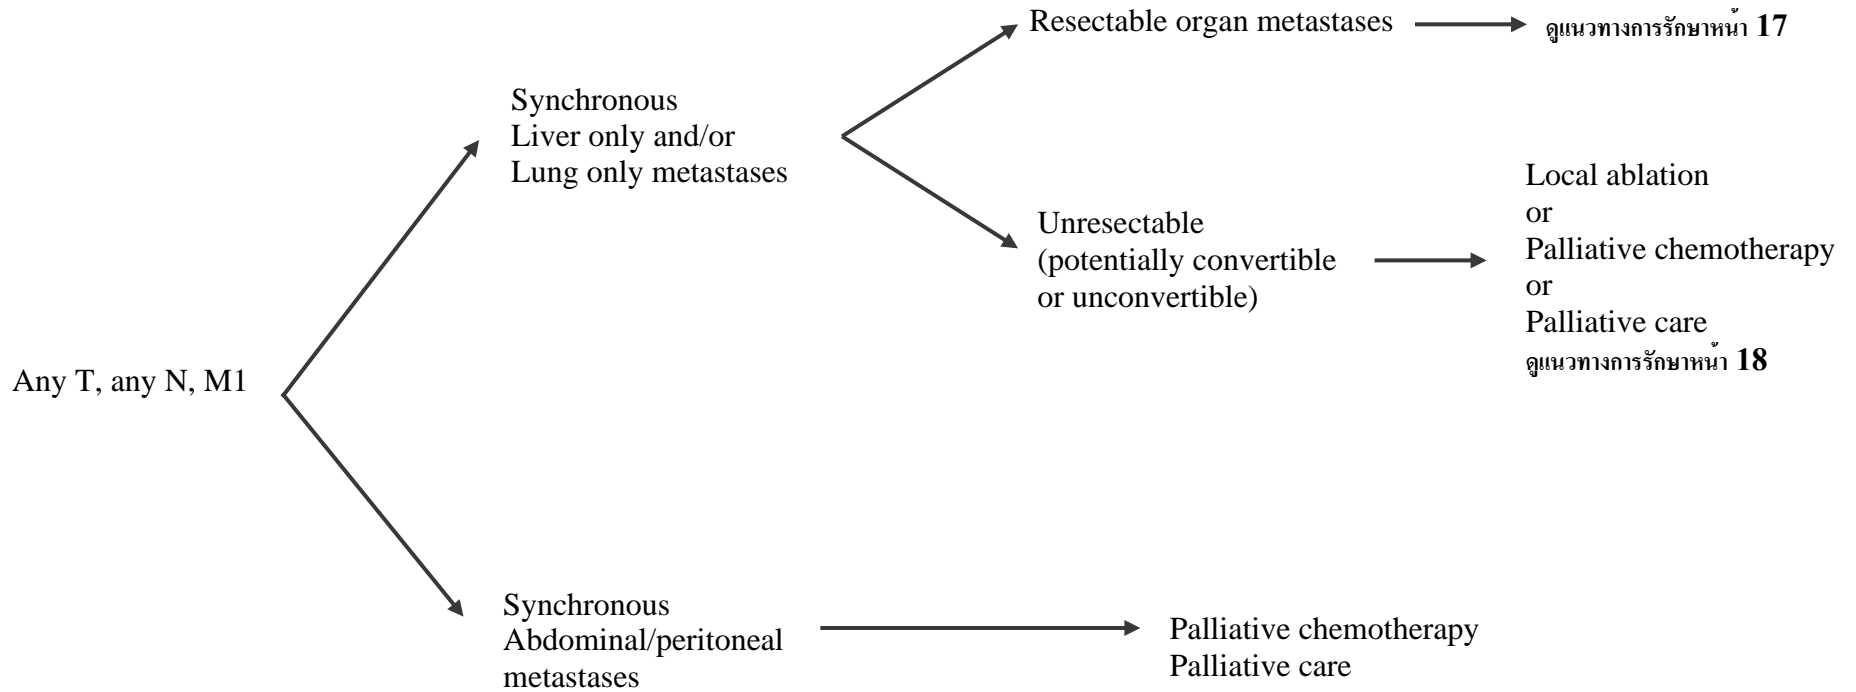 Resectable organ metastases
ดูแนวทางการรักษาหน้า 17
Synchronous
Liver only and/or
Lung only metastases
Local ablation
or
Palliative chemotherapy
or
Palliative care
ดูแนวทางการรักษาหน้า 18
Unresectable
(potentially convertible
or unconvertible)
Any T, any N, M1
Synchronous
Abdominal/peritoneal
metastases
Palliative chemotherapy
Palliative care